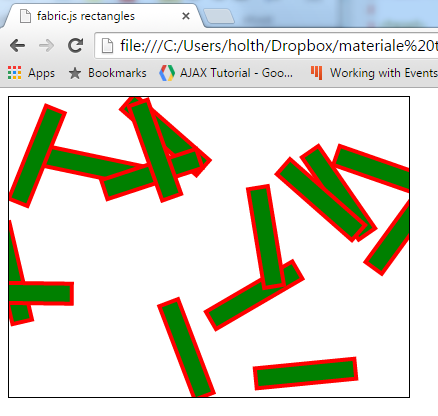 fabric.js rectangles
file:///C:/Users/holth/Dropbox/materiale%20t
Apps
Bookmarks
AJAX Tutorial - Goo...
Working with Events